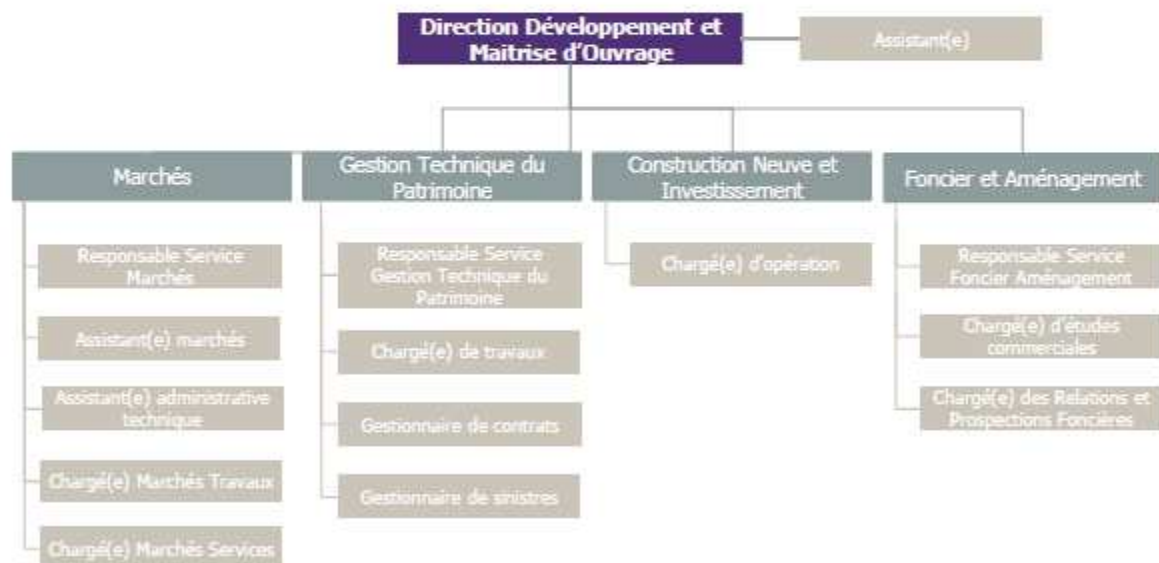 Direction Développement et
Maitrise d'Ouvrage
Assistant(e)
Marchés
Responsable Service
Marchés
Assistant(e) marchés
Assistant(e) administrative
technique
Chargé(e) Marchés Travaux
Chargé(e) Marchés Services
Gestion Technique du
Patrimoine
Responsable Service
Gestion Technique du
Patrimoine
Chargé(e) de travaux
Gestionnaire de contrats
Gestionnaire de sinistres
Construction Neuve et
Investissement
Chargé(e) d'opération
Foncier et Aménagement
Responsable Service
Foncier Aménagement
Chargé(e) d'études
commerciales
Chargé(e) des Relations et
Prospections Foncières